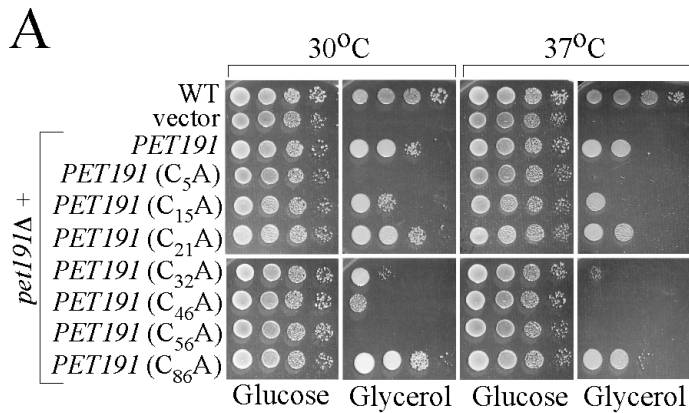 A
30°C 37°C
WT
vector
PET191
PET191 (C5A)
PET191 (C15A)
PET191 (C21A)
PET191 (C32A)
PET191 (C46A)
PET191 (C56A)
PET191 (C86A)
pet191Δ +
Glucose Glycerol Glucose Glycerol